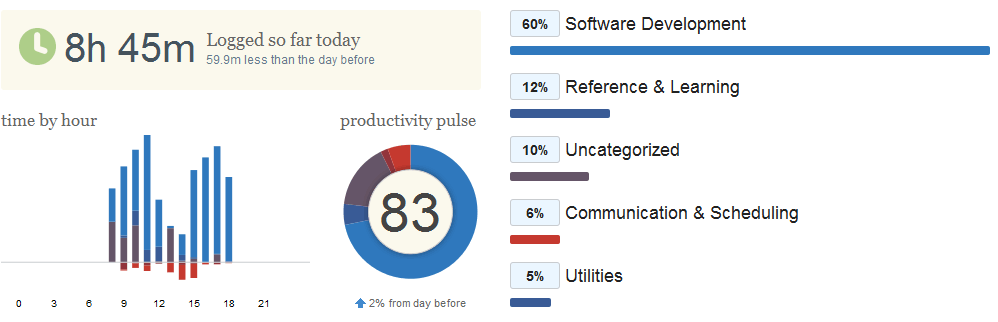 8h 45m
Logged so far today
59.9m less than the day before
time by hour
0 3 6 9 12 15 18 21
productivity pulse
83
2% from day before
60% Software Development
12% Reference & Learning
10% Uncategorized
6% Communication & Scheduling
5% Utilities